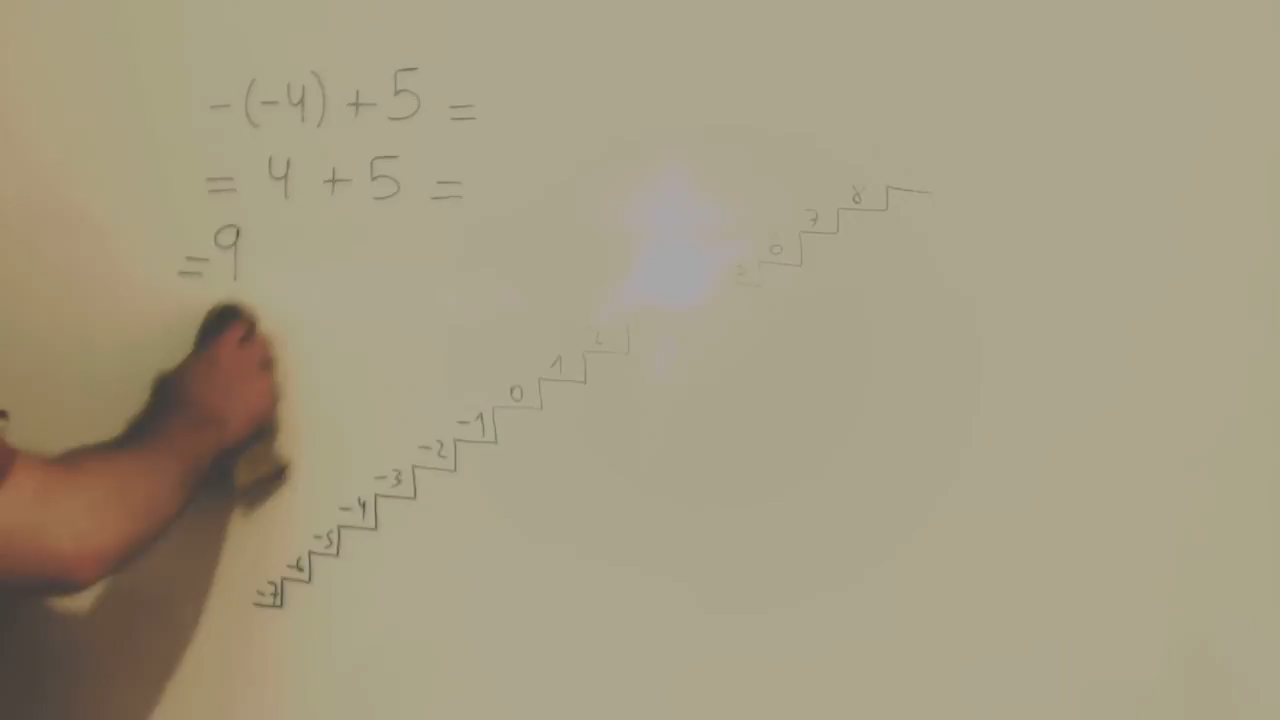 -(-4) + 5 =
= 4 + 5 =
= 9
-7 -6 -5 -4 -3 -2 -1 0 1 7 8